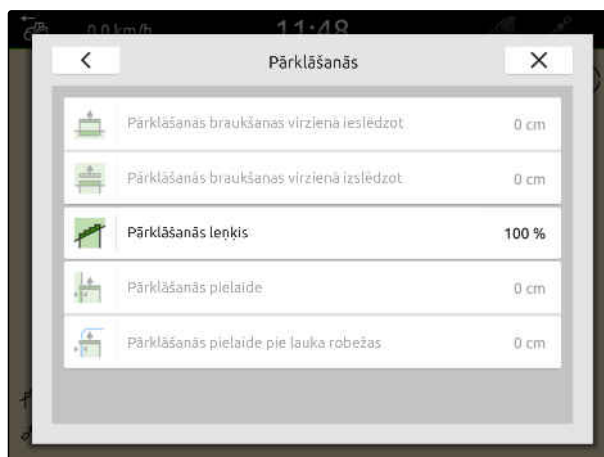 0.0 km/h
11:48
Pārklāšanās
Pārklāšanās braukšanas virzienā ieslēdzot 0 cm
Pārklāšanās braukšanas virzienā izslēdzot 0 cm
Pārklāšanās leņķis 100 %
Pārklāšanās pielaide 0 cm
Pārklāšanās pielaide pie lauka robežas 0 cm